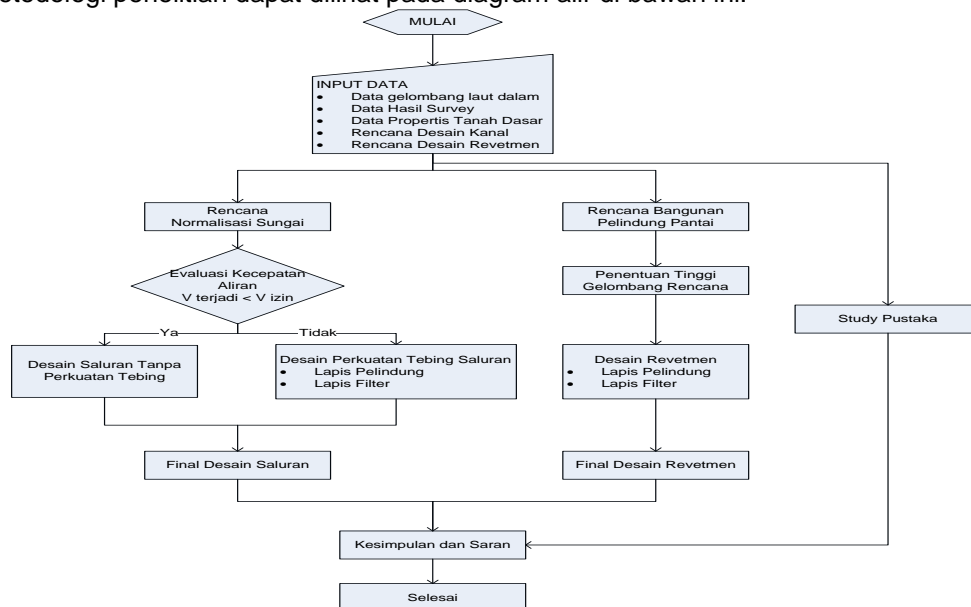 etodologi penelitian dapat dilihat pada diagram alir di bawah ini.
MULAI
INPUT DATA
• Data gelombang laut dalam
• Data Hasil Survey
• Data Propertis Tanah Dasar
• Rencana Desain Kanal
• Rencana Desain Revetmen
Rencana
Normalisasi Sungai
Rencana Bangunan
Pelindung Pantai
Evaluasi Kecepatan
Aliran
V terjadi < V izin
Penentuan Tinggi
Gelombang Rencana
Study Pustaka
Ya
Tidak
Desain Saluran Tanpa
Perkuatan Tebing
Desain Perkuatan Tebing Saluran
• Lapis Pelindung
• Lapis Filter
Desain Revetmen
• Lapis Pelindung
• Lapis Filter
Final Desain Saluran
Final Desain Revetmen
Kesimpulan dan Saran
Selesai